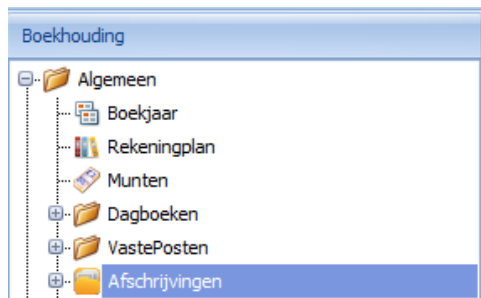 Boekhouding
Algemeen
Boekjaar
Rekeningplan
Munten
Dagboeken
VastePosten
Afschrijvingen